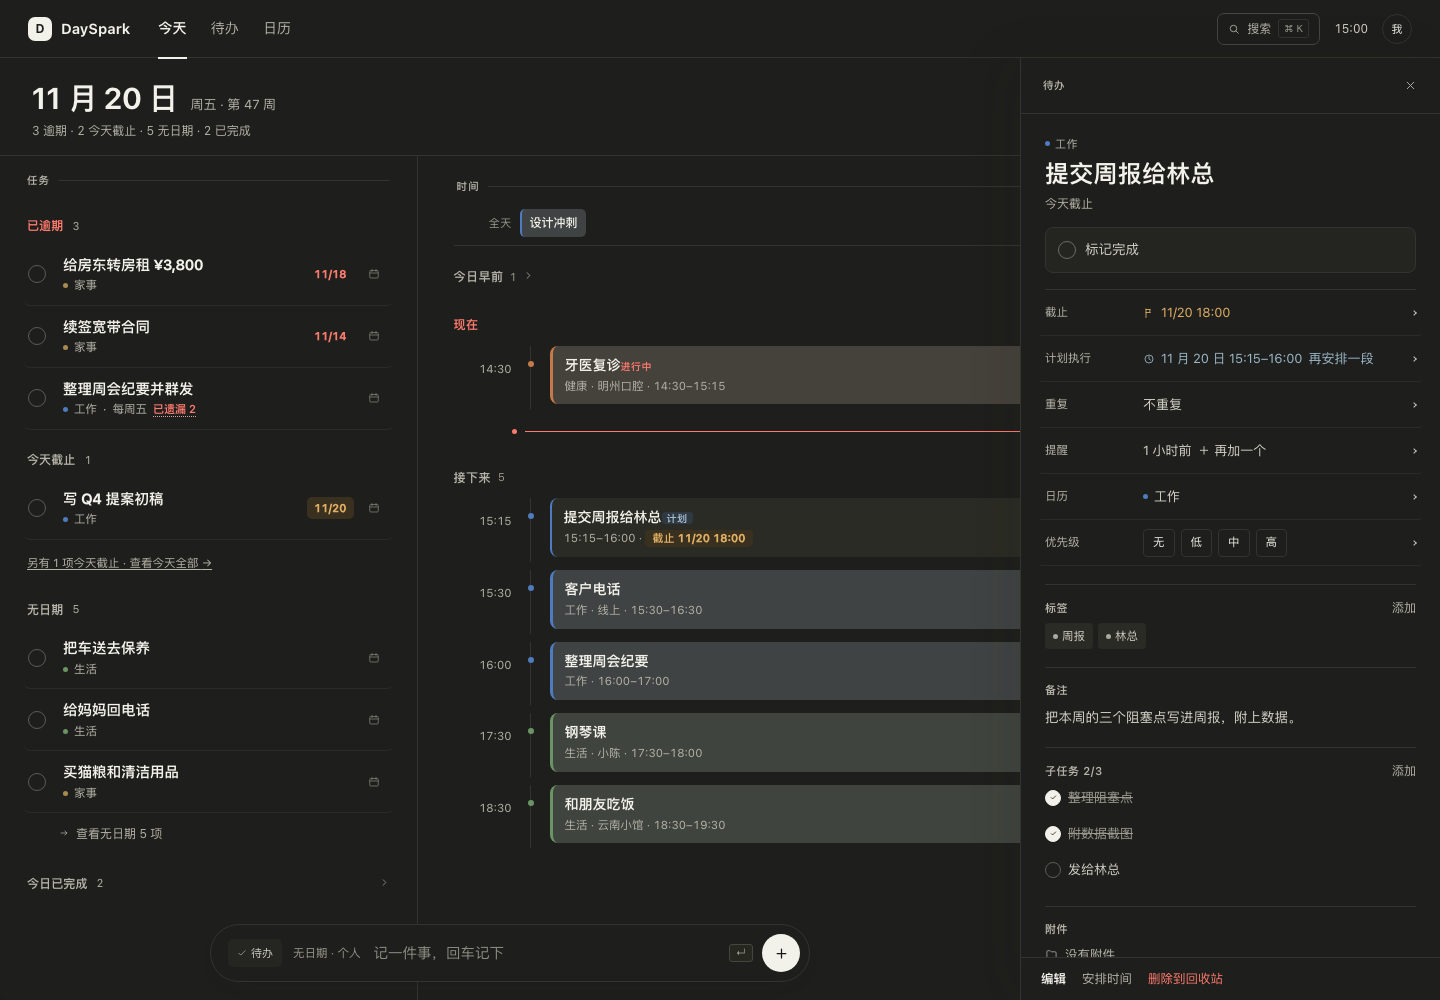 D DaySpark 今天 待办 日历 搜索 ⌘ K 15:00 我
11 月 20 日 周五 · 第 47 周
3 逾期 · 2 今天截止 · 5 无日期 · 2 已完成
任务
已逾期 3
给房东转房租 ¥3,800 11/18
家事
续签宽带合同 11/14
家事
整理周会纪要并群发
工作 · 每周五 已遗漏 2
今天截止 1
写 Q4 提案初稿 11/20
工作
另有 1 项今天截止 · 查看今天全部 →
无日期 5
把车送去保养
生活
给妈妈回电话
生活
买猫粮和清洁用品
家事
→ 查看无日期 5 项
今日已完成 2
时间
全天 设计冲刺
今日早前 1
现在
14:30 牙医复诊进行中
健康 · 明州口腔 · 14:30–15:15
接下来 5
15:15 提交周报给林总 计划
15:15–16:00 · 截止 11/20 18:00
15:30 客户电话
工作 · 线上 · 15:30–16:30
16:00 整理周会纪要
工作 · 16:00–17:00
17:30 钢琴课
生活 · 小陈 · 17:30–18:00
18:30 和朋友吃饭
生活 · 云南小馆 · 18:30–19:30
待办 无日期 · 个人 记一件事，回车记下
待办
工作
提交周报给林总
今天截止
标记完成
截止 11/20 18:00
计划执行 11 月 20 日 15:15–16:00 再安排一段
重复 不重复
提醒 1 小时前 + 再加一个
日历 工作
优先级 无 低 中 高
标签 添加
周报 林总
备注
把本周的三个阻塞点写进周报，附上数据。
子任务 2/3 添加
整理阻塞点
附数据截图
发给林总
附件
没有附件
编辑 安排时间 删除到回收站